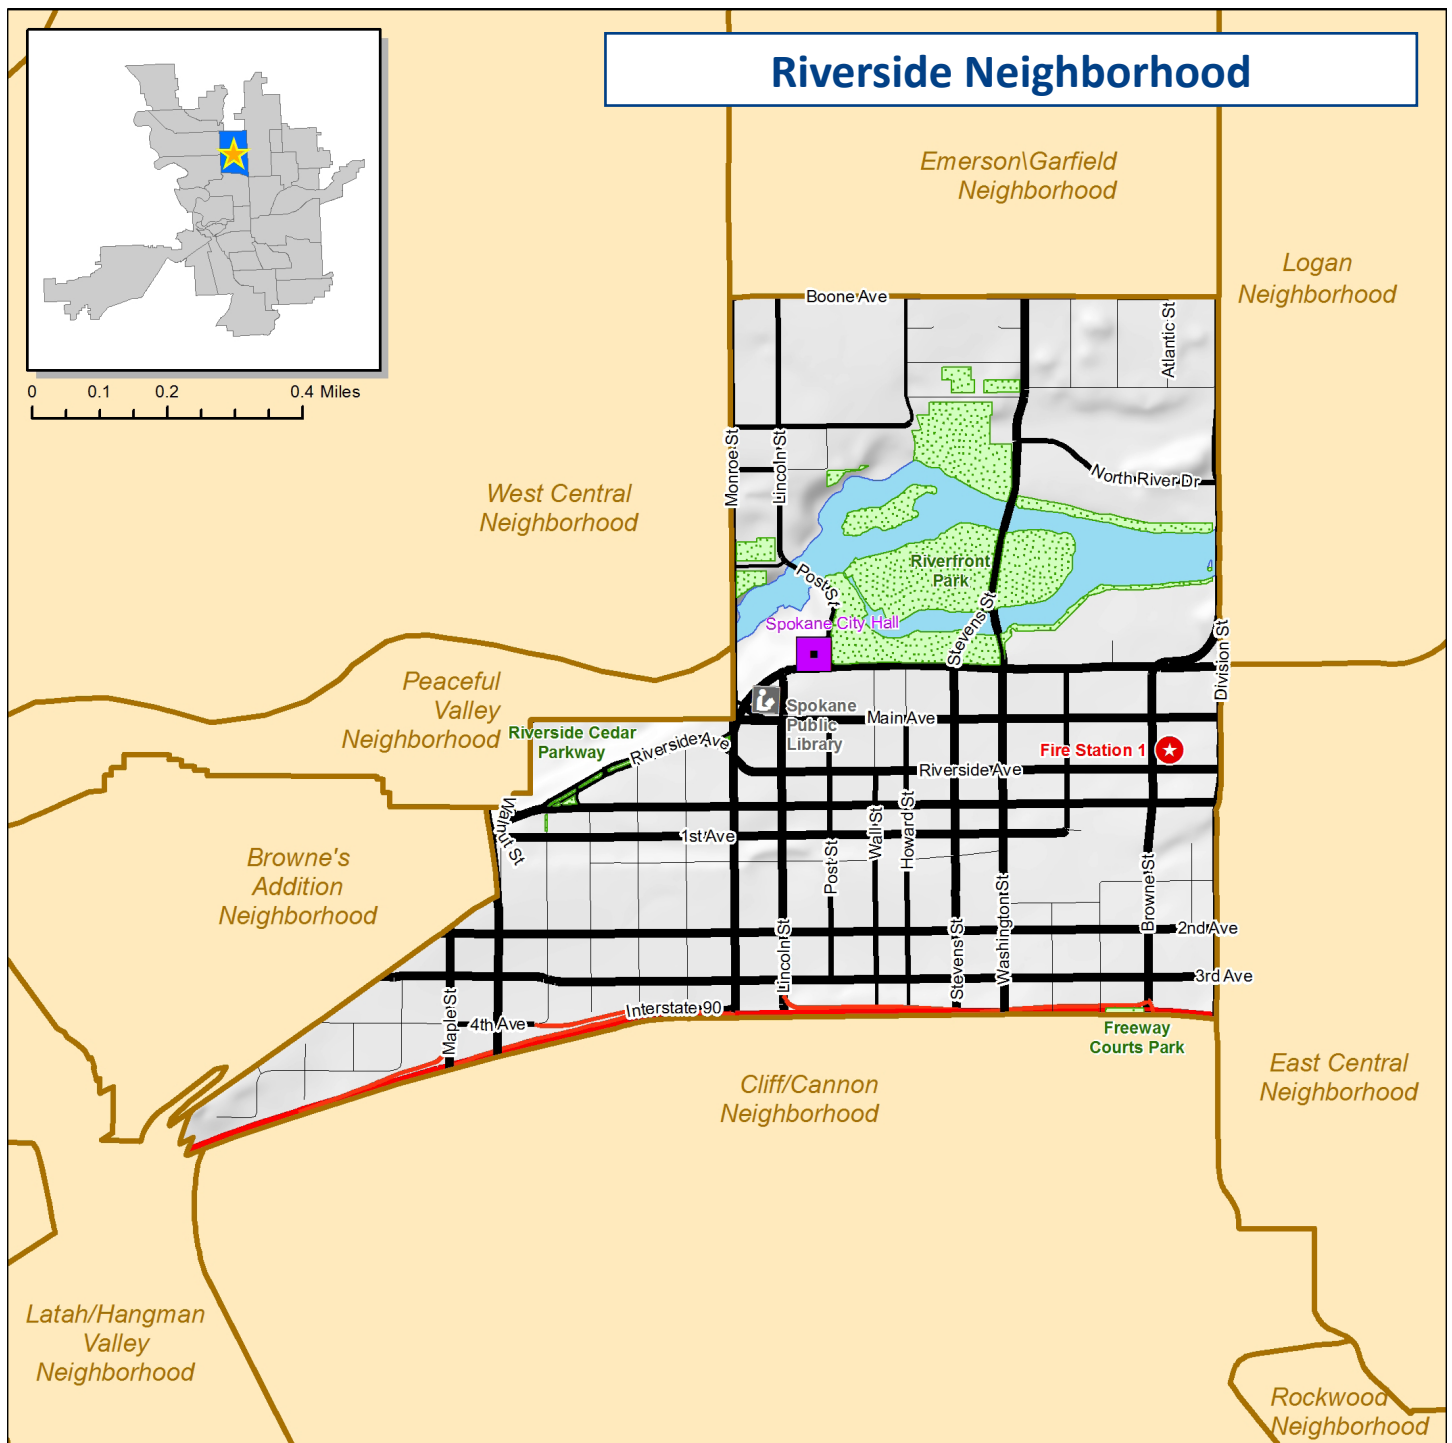 Riverside Neighborhood
Emerson\Garfield
Neighborhood
Logan
Neighborhood
Boone Ave
Atlantic St
0 0.1 0.2 0.4 Miles
Monroe St
Lincoln St
North River Dr
West Central
Neighborhood
Riverfront
Park
Post St
Spokane City Hall
Stevens St
Division St
Peaceful
Valley
Neighborhood
Spokane
Public
Library
Main Ave
Riverside Cedar
Parkway
Riverside Ave
Fire Station 1
Riverside Ave
Walnut St
1st Ave
Wall St
Howard St
Post St
Browne's
Addition
Neighborhood
Browne St
Washington St
Lincoln St
Stevens St
2nd Ave
3rd Ave
Maple St
Interstate 90
4th Ave
Freeway
Courts Park
Cliff/Cannon
Neighborhood
East Central
Neighborhood
Latah/Hangman
Valley
Neighborhood
Rockwood
Neighborhood